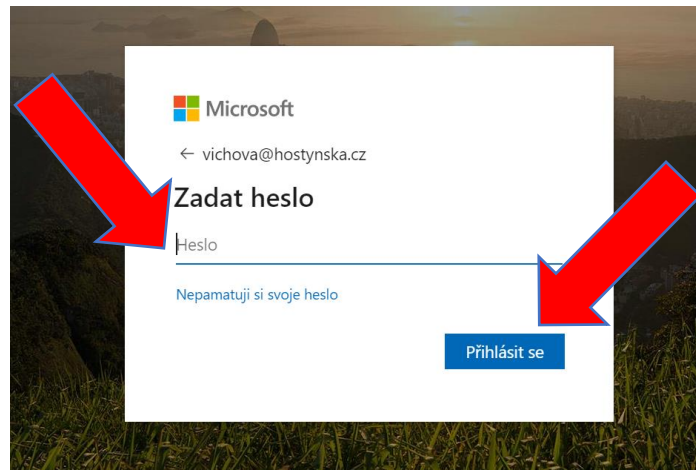 Microsoft
← vichova@hostynska.cz
Zadat heslo
Heslo
Nepamatuji si svoje heslo
Přihlásit se